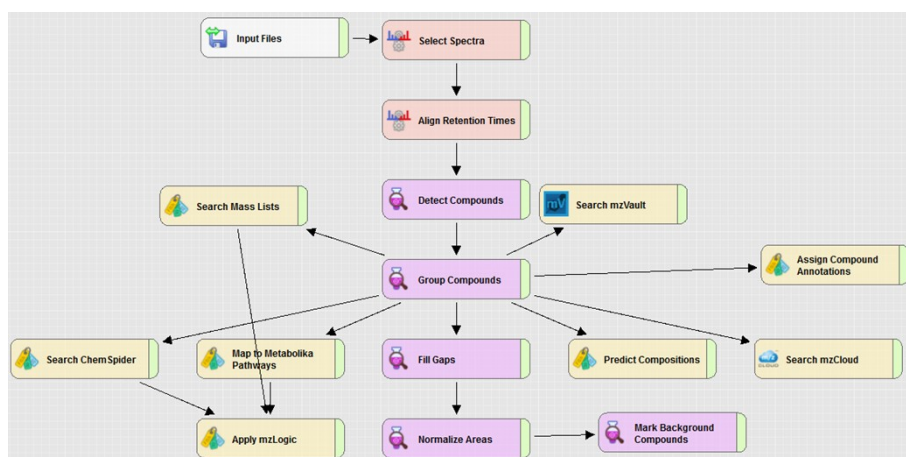 Input Files
Select Spectra
Align Retention Times
Detect Compounds
Search Mass Lists
mV
Search mzVault
Assign Compound
Annotations
Group Compounds
Search ChemSpider
Map to Metabolika
Pathways
Fill Gaps
Predict Compositions
CLOUD
Search mzCloud
Apply mzLogic
Normalize Areas
Mark Background
Compounds